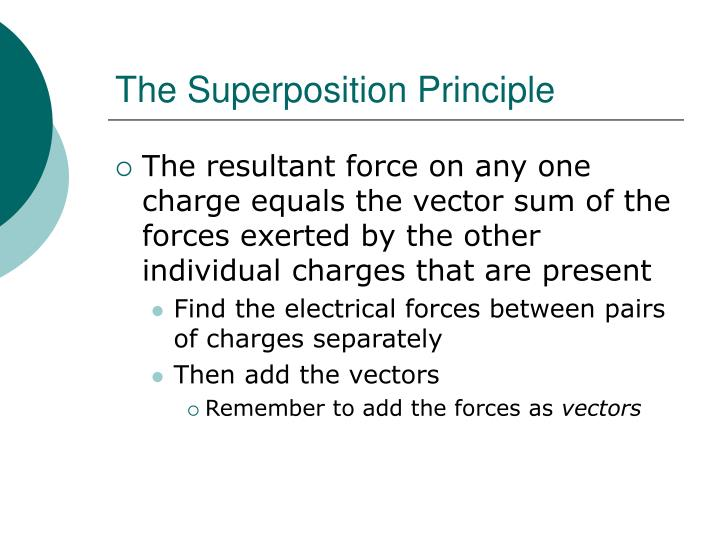 The Superposition Principle
The resultant force on any one
charge equals the vector sum of the
forces exerted by the other
individual charges that are present
Find the electrical forces between pairs
of charges separately
Then add the vectors
Remember to add the forces as vectors